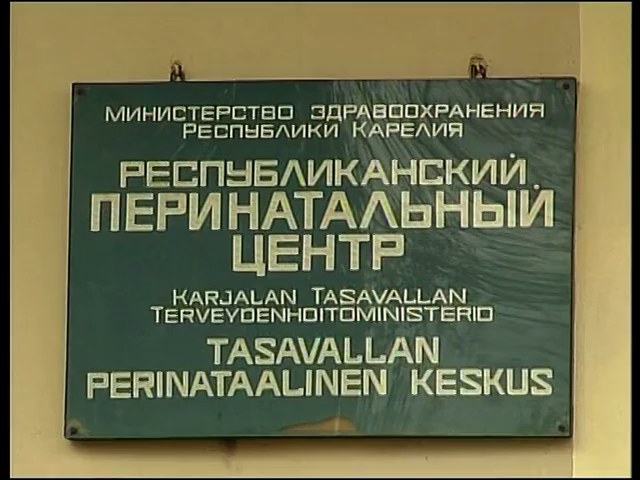 МИНИСТЕРСТВО ЗДРАВООХРАНЕНИЯ
РЕСПУБЛИКИ КАРЕЛИЯ
РЕСПУБЛИКАНСКИЙ
ПЕРИНАТАЛЬНЫЙ
ЦЕНТР
KARJALAN TASAVALLAN
TERVEYDENHOITOMINISTERIO
TASAVALLAN
PERINATAALINEN KESKUS